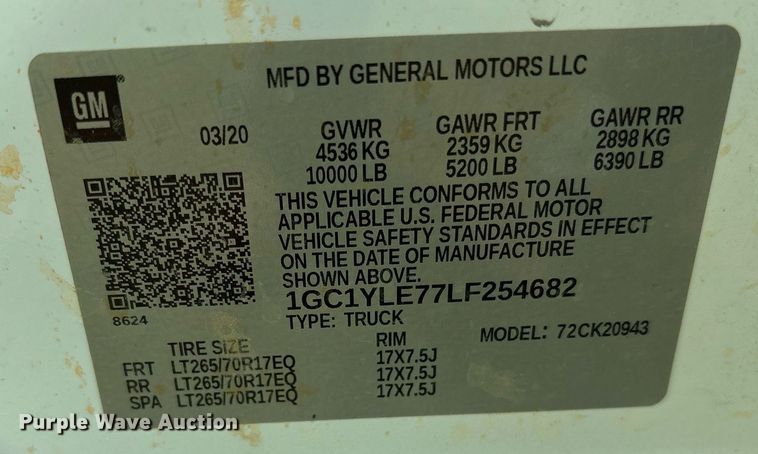 GM
MFD BY GENERAL MOTORS LLC
03/20
GVWR GAWR FRT GAWR RR
4536 KG 2359 KG 2898 KG
10000 LB 5200 LB 6390 LB
THIS VEHICLE CONFORMS TO ALL
APPLICABLE U.S. FEDERAL MOTOR
VEHICLE SAFETY STANDARDS IN EFFECT
ON THE DATE OF MANUFACTURE
SHOWN ABOVE.
1GC1YLE77LF254682
8624
TYPE: TRUCK MODEL: 72CK20943
TIRE SIZE RIM
FRT LT265/70R17EQ 17X7.5J
RR LT265/70R17EQ 17X7.5J
SPA LT265/70R17EQ 17X7.5J
Purple Wave Auction